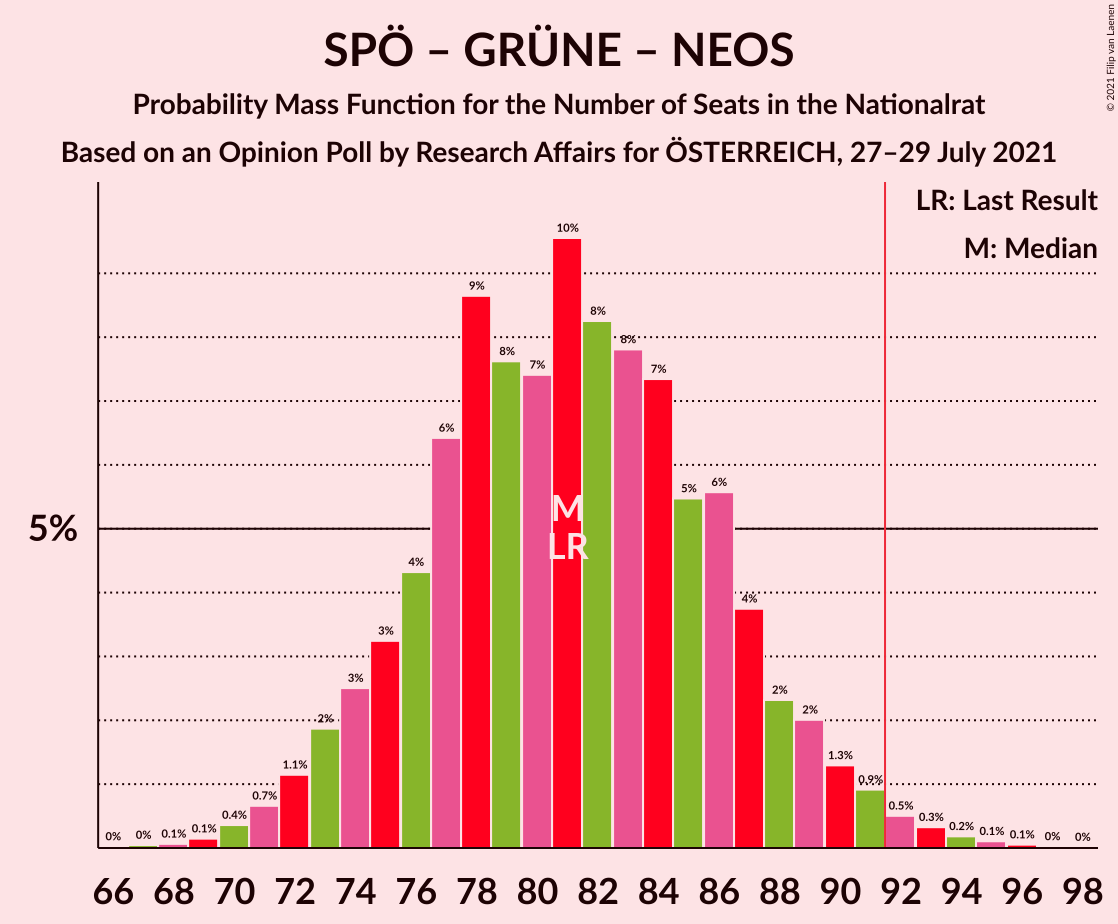 SPÖ – GRÜNE – NEOS
Probability Mass Function for the Number of Seats in the Nationalrat
Based on an Opinion Poll by Research Affairs for ÖSTERREICH, 27–29 July 2021
© 2021 Filip van Laenen
LR: Last Result
M: Median
5%
0% 0% 0.1% 0.1% 0.4% 0.7% 1.1% 2% 3% 3% 4% 6% 9% 8% 7% 10% 8% 8% 7% 5% 6% 4% 2% 2% 1.3% 0.9% 0.5% 0.3% 0.2% 0.1% 0.1% 0% 0%
M
LR
66 68 70 72 74 76 78 80 82 84 86 88 90 92 94 96 98